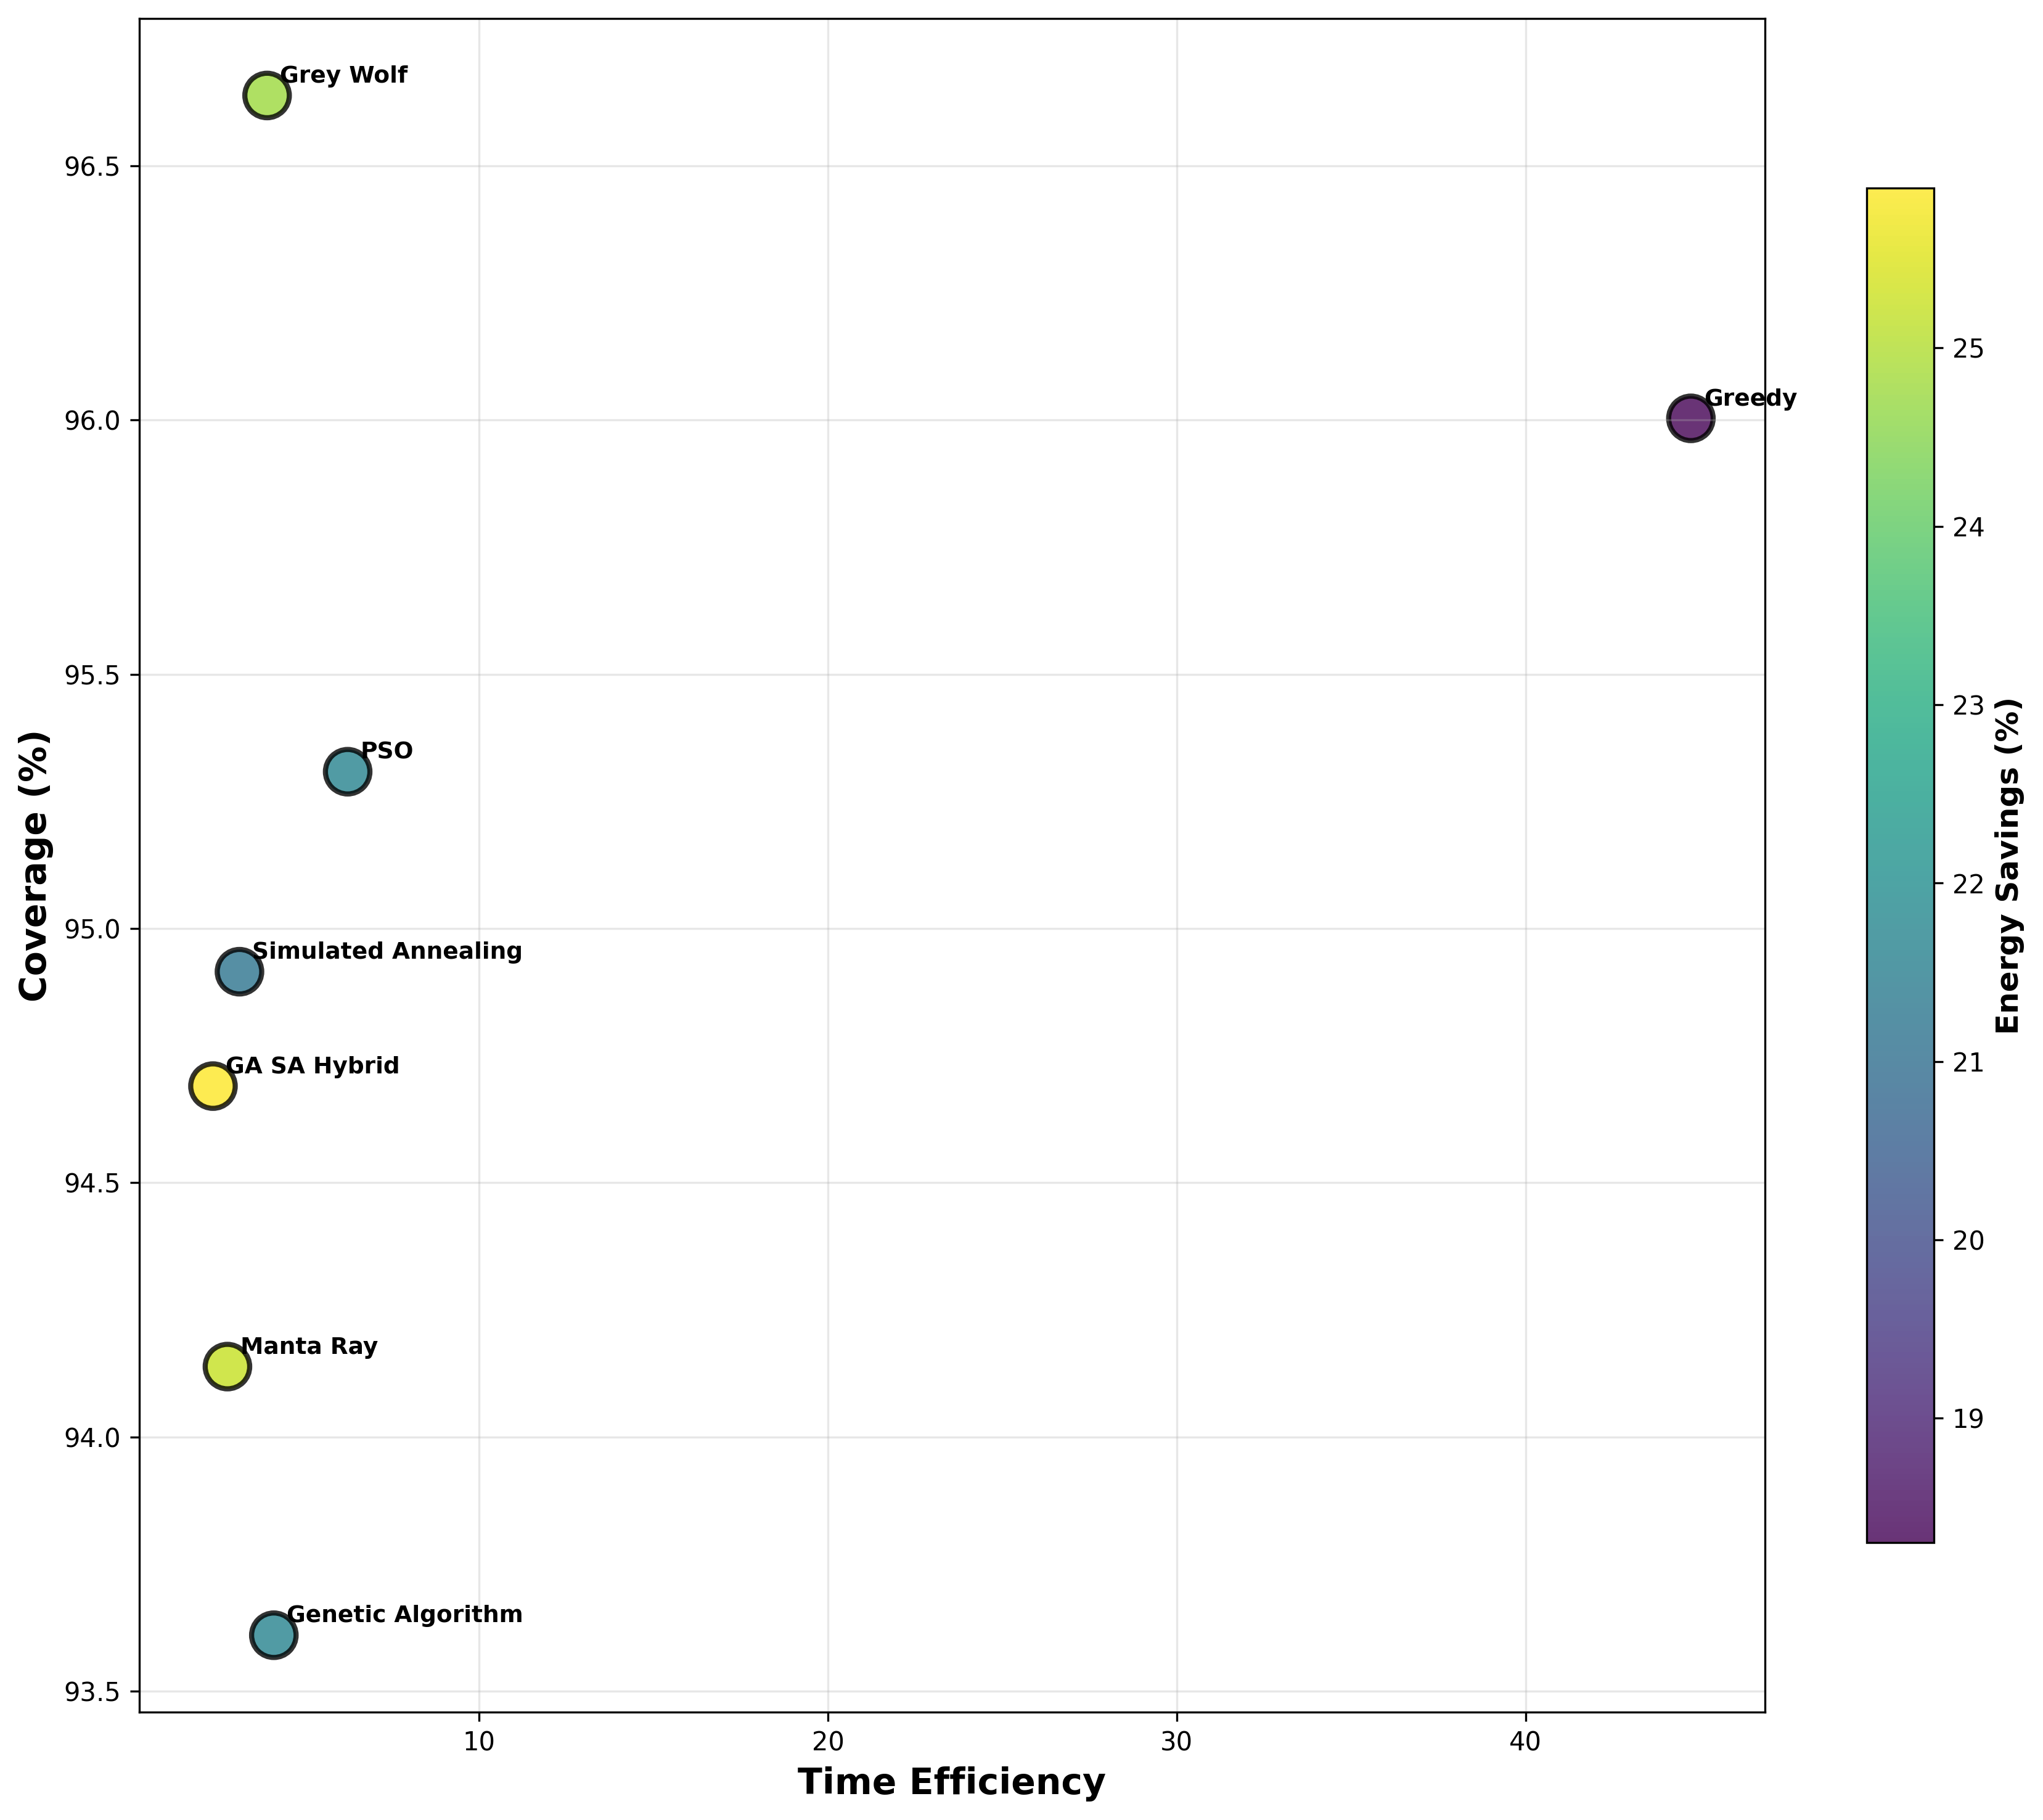 Grey Wolf
96.5
Greedy
96.0
95.5
PSO
95.0
Simulated Annealing
GA SA Hybrid
94.5
Manta Ray
94.0
Genetic Algorithm
93.5
Coverage (%)
10
20
30
40
Time Efficiency
25
24
23
22
21
20
19
Energy Savings (%)